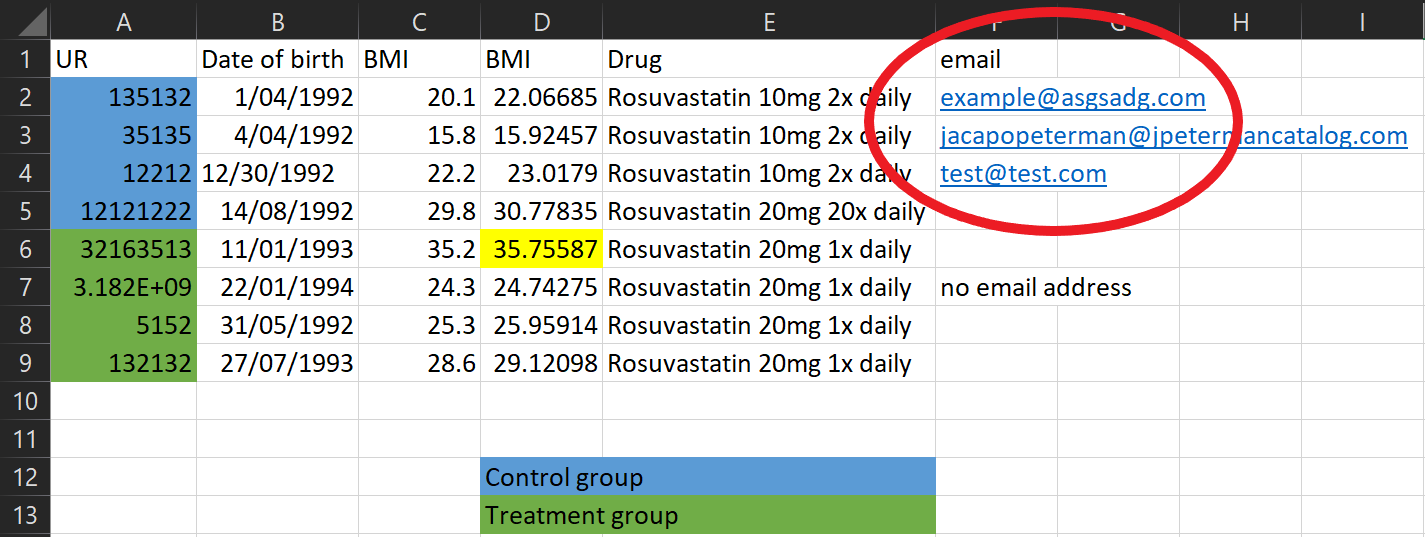 A B C D E F G H I
1 UR Date of birth BMI BMI Drug email
2 135132 1/04/1992 20.1 22.06685 Rosuvastatin 10mg 2x daily example@asgsadg.com
3 35135 4/04/1992 15.8 15.92457 Rosuvastatin 10mg 2x daily jacapopeterman@jpetermancatalog.com
4 12212 12/30/1992 22.2 23.0179 Rosuvastatin 10mg 2x daily test@test.com
5 12121222 14/08/1992 29.8 30.77835 Rosuvastatin 20mg 20x daily
6 32163513 11/01/1993 35.2 35.75587 Rosuvastatin 20mg 1x daily
7 3.182E+09 22/01/1994 24.3 24.74275 Rosuvastatin 20mg 1x daily no email address
8 5152 31/05/1992 25.3 25.95914 Rosuvastatin 20mg 1x daily
9 132132 27/07/1993 28.6 29.12098 Rosuvastatin 20mg 1x daily
10
11
12 Control group
13 Treatment group